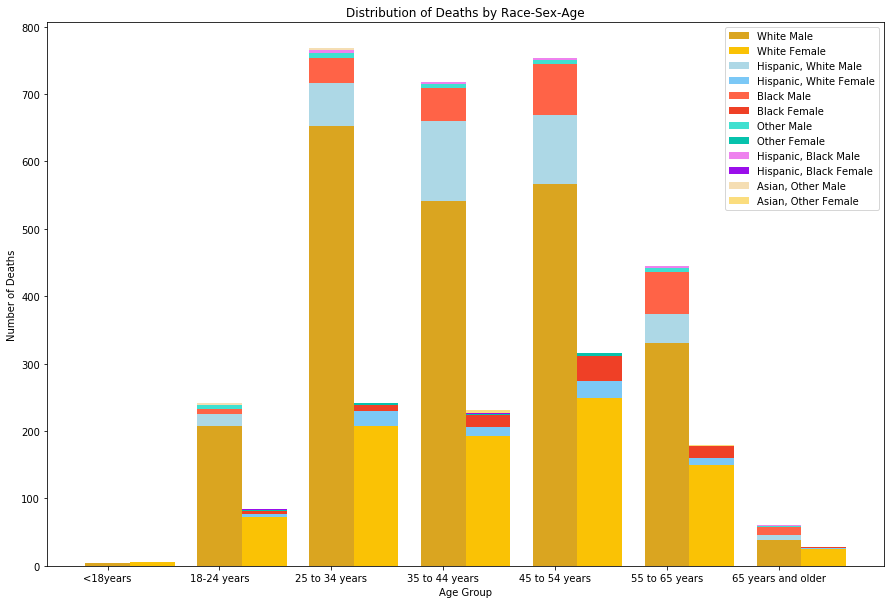 Distribution of Deaths by Race-Sex-Age
800
700
600
500
400
300
200
100
0
Number of Deaths
White Male
White Female
Hispanic, White Male
Hispanic, White Female
Black Male
Black Female
Other Male
Other Female
Hispanic, Black Male
Hispanic, Black Female
Asian, Other Male
Asian, Other Female
<18years 18-24 years 25 to 34 years 35 to 44 years 45 to 54 years 55 to 65 years 65 years and older
Age Group